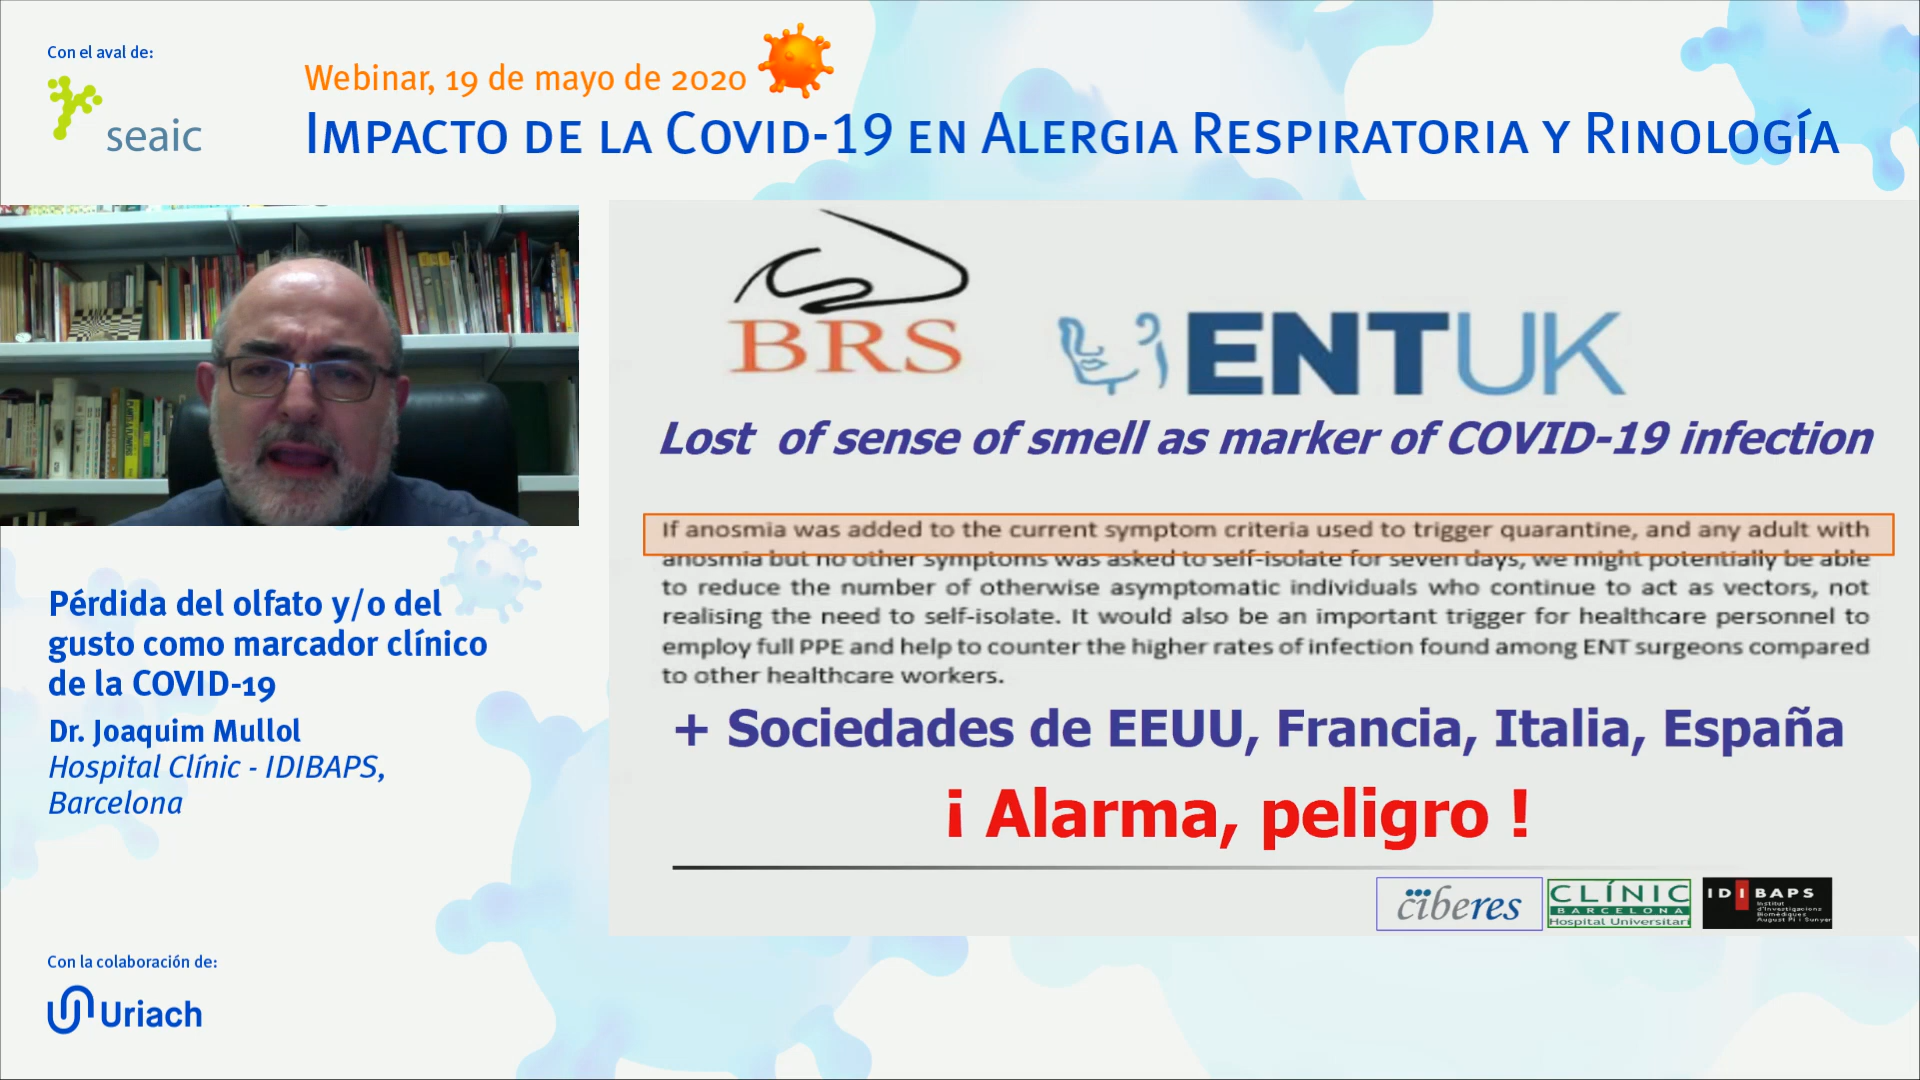 Con el aval de:
seaic
Webinar, 19 de mayo de 2020
Impacto de la Covid-19 en Alergia Respiratoria y Rinología
BRS
ENTUK
Lost of sense of smell as marker of COVID-19 infection
If anosmia was added to the current symptom criteria used to trigger quarantine, and any adult with
anosmia but no other symptoms was asked to self-isolate for seven days, we might potentially be able
to reduce the number of otherwise asymptomatic individuals who continue to act as vectors, not
realising the need to self-isolate. It would also be an important trigger for healthcare personnel to
employ full PPE and help to counter the higher rates of infection found among ENT surgeons compared
to other healthcare workers.
+ Sociedades de EEUU, Francia, Italia, España
¡ Alarma, peligro !
ciberes
CLÍNIC
BARCELONA
Hospital Universitari
IDIBAPS
Institut
d'Investigacions
Biomèdiques
August Pi i Sunyer
Pérdida del olfato y/o del
gusto como marcador clínico
de la COVID-19
Dr. Joaquim Mullol
Hospital Clínic - IDIBAPS,
Barcelona
Con la colaboración de:
Uriach